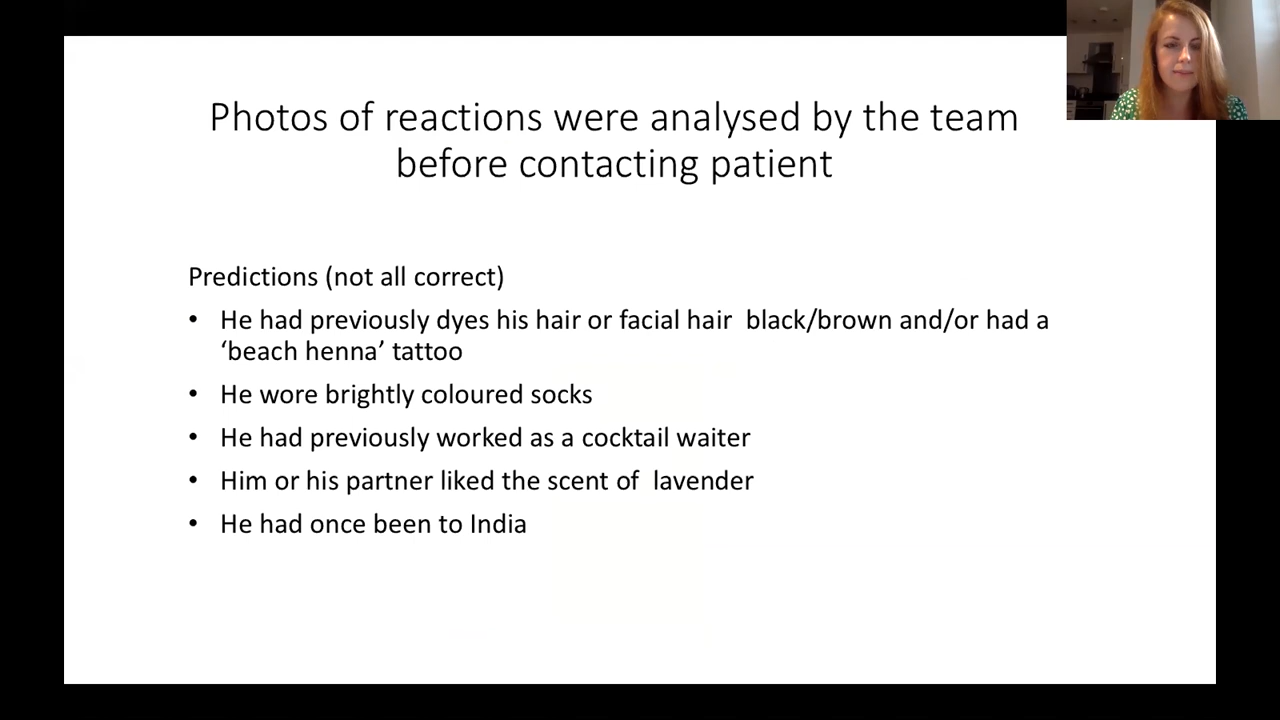 Photos of reactions were analysed by the team
before contacting patient
Predictions (not all correct)
• He had previously dyes his hair or facial hair  black/brown and/or had a
‘beach henna’ tattoo
• He wore brightly coloured socks
• He had previously worked as a cocktail waiter
• Him or his partner liked the scent of  lavender
• He had once been to India